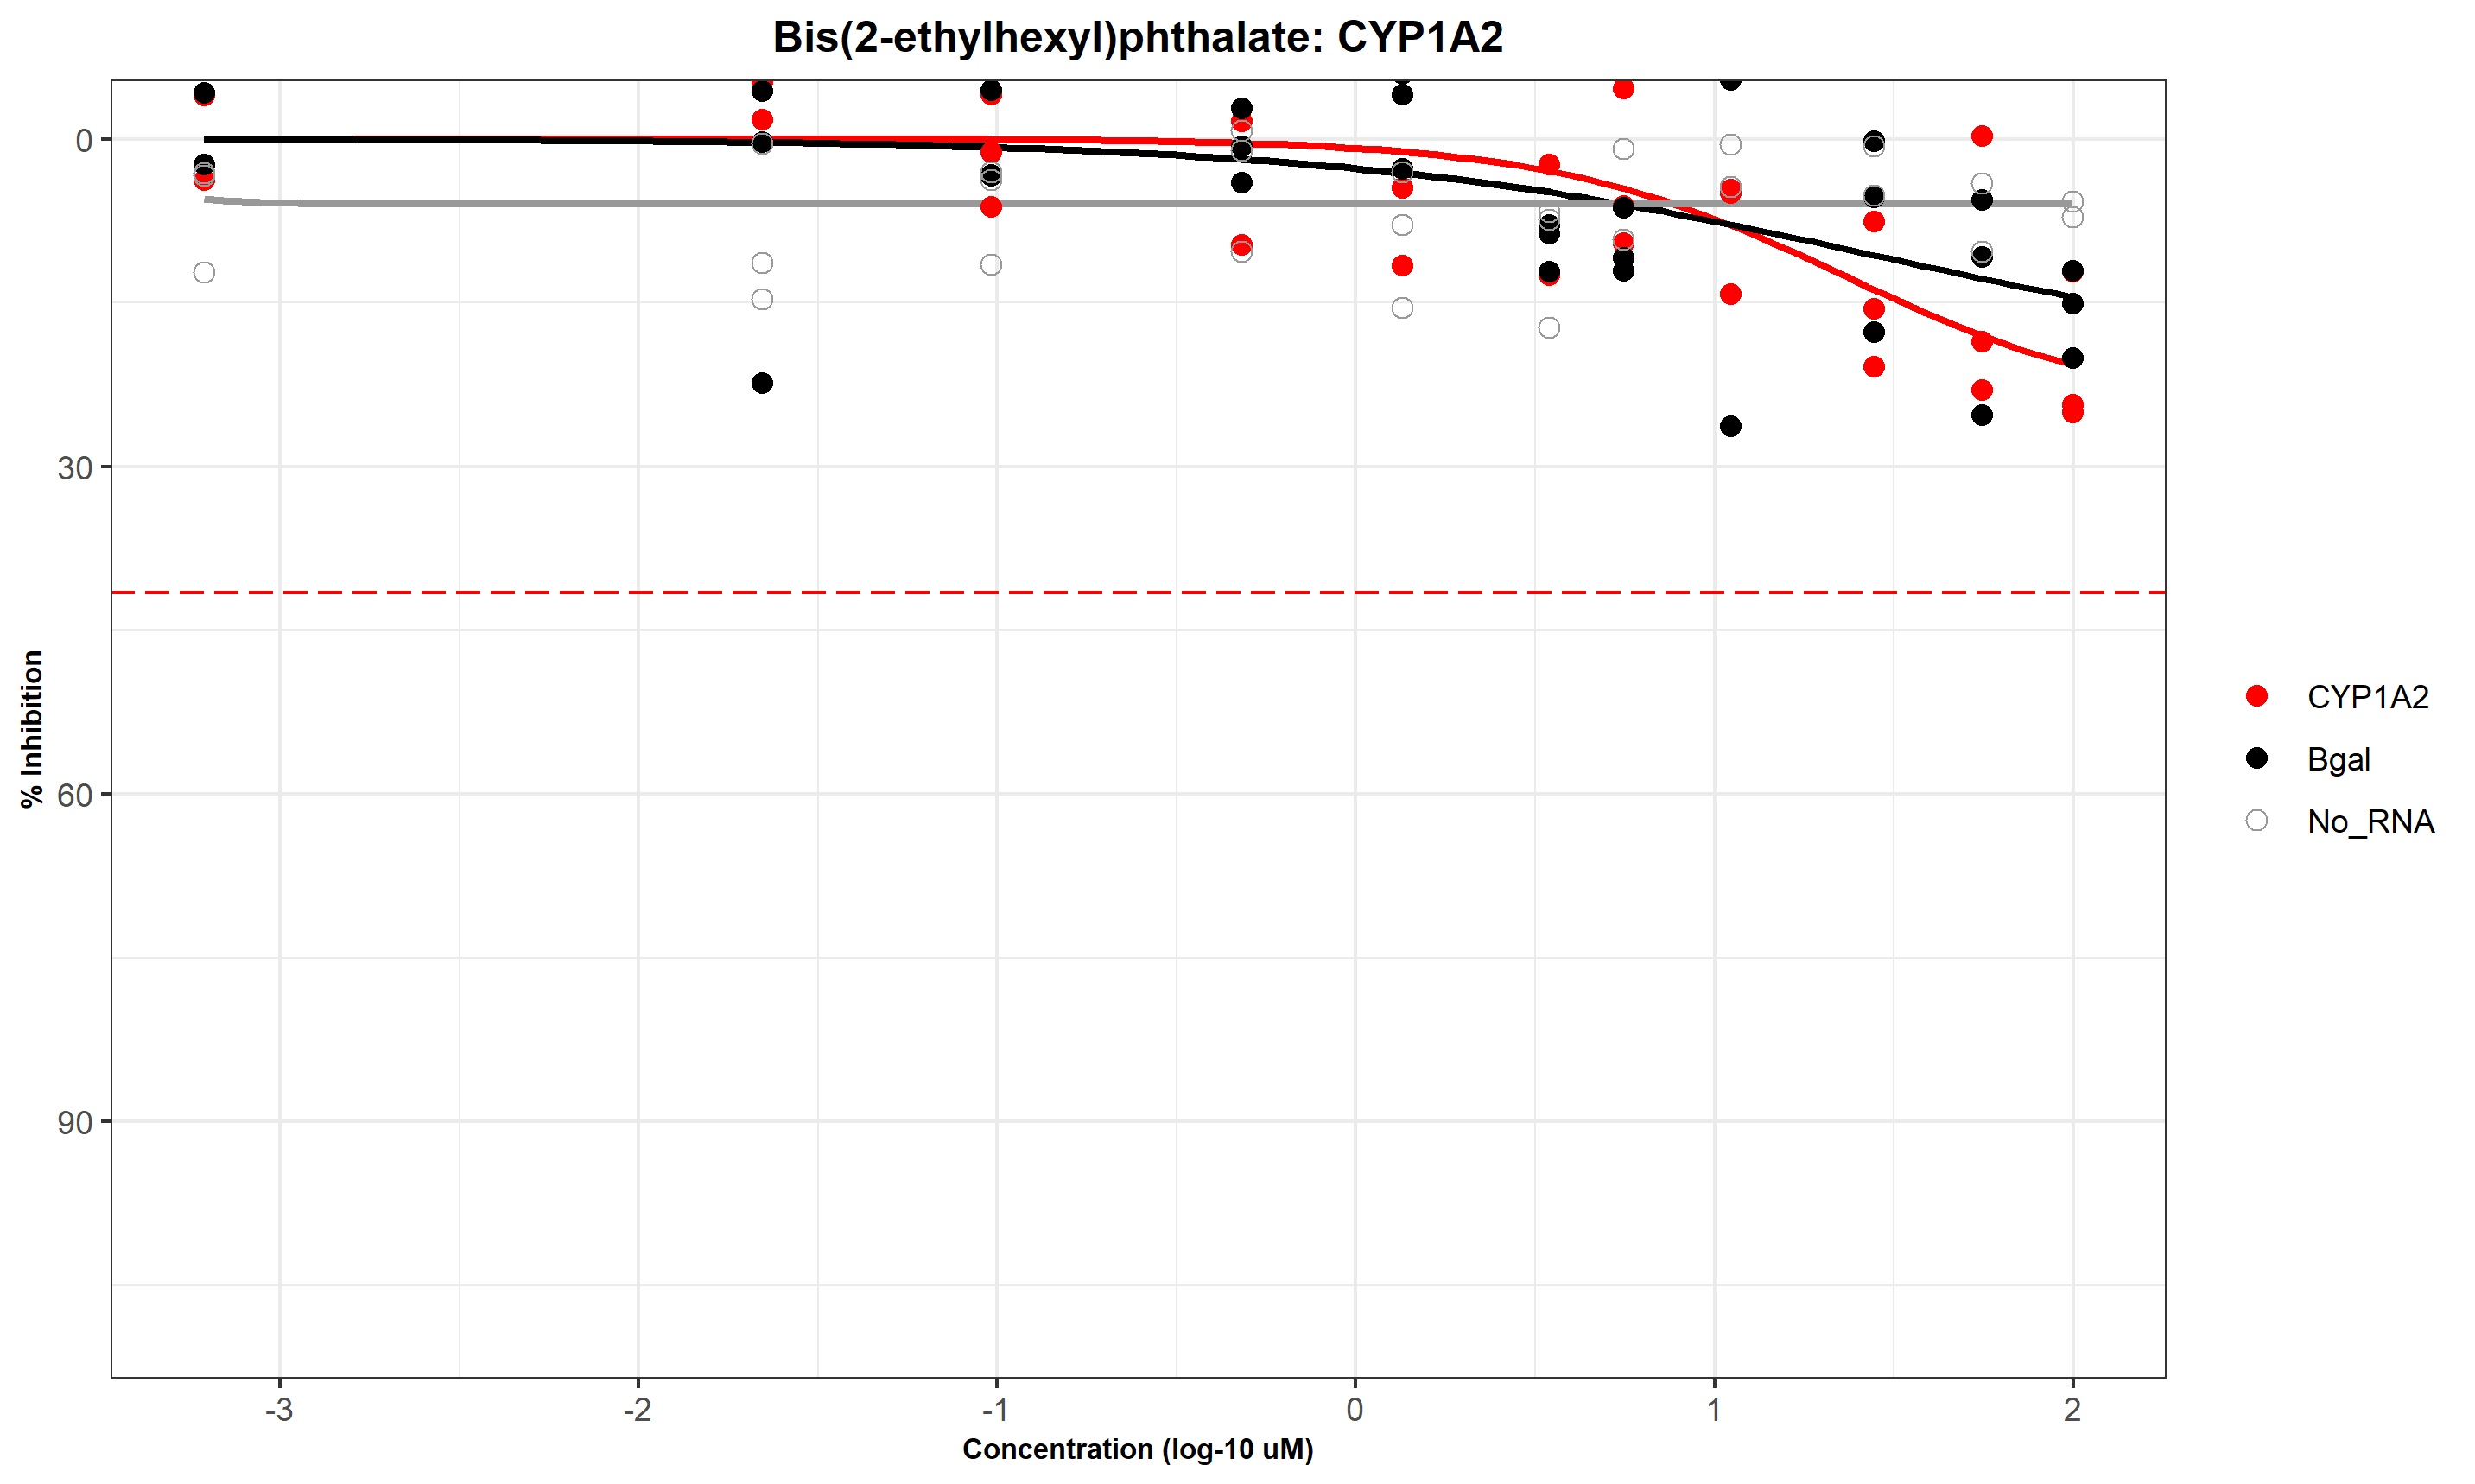 Bis(2-ethylhexyl)phthalate: CYP1A2
0
30
60
90
% Inhibition
-3
-2
-1
0
1
2
Concentration (log-10 uM)
CYP1A2
Bgal
No_RNA